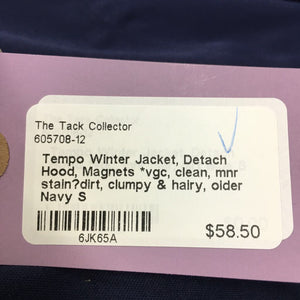 The Tack Collector
605708-12
Tempo Winter Jacket, Detach
Hood, Magnets *vgc, clean, mnr
stain?dirt, clumpy & hairy, older
Navy S
6JK65A
$58.50